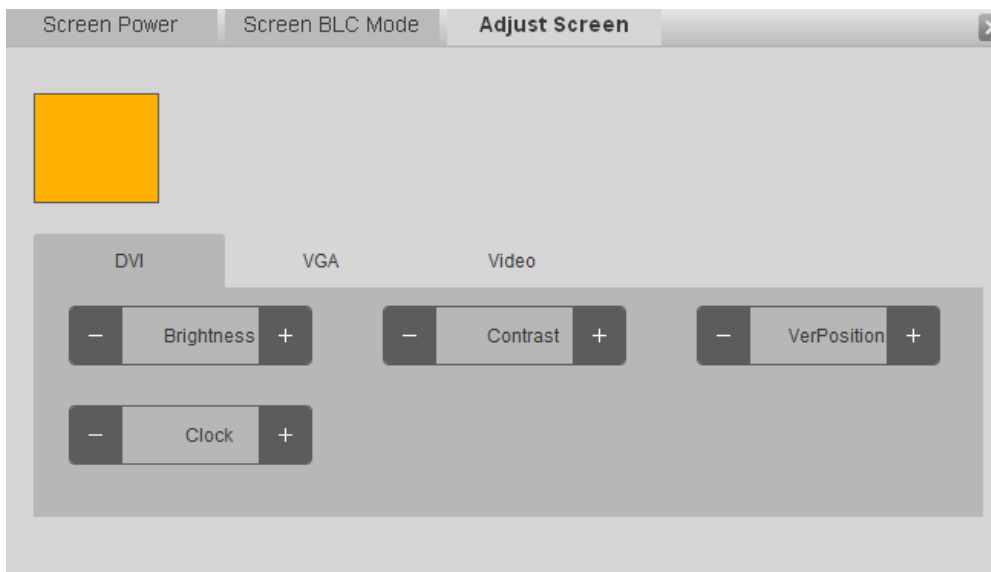 Screen Power Screen BLC Mode Adjust Screen
DVI VGA Video
− Brightness + − Contrast + − VerPosition +
− Clock +